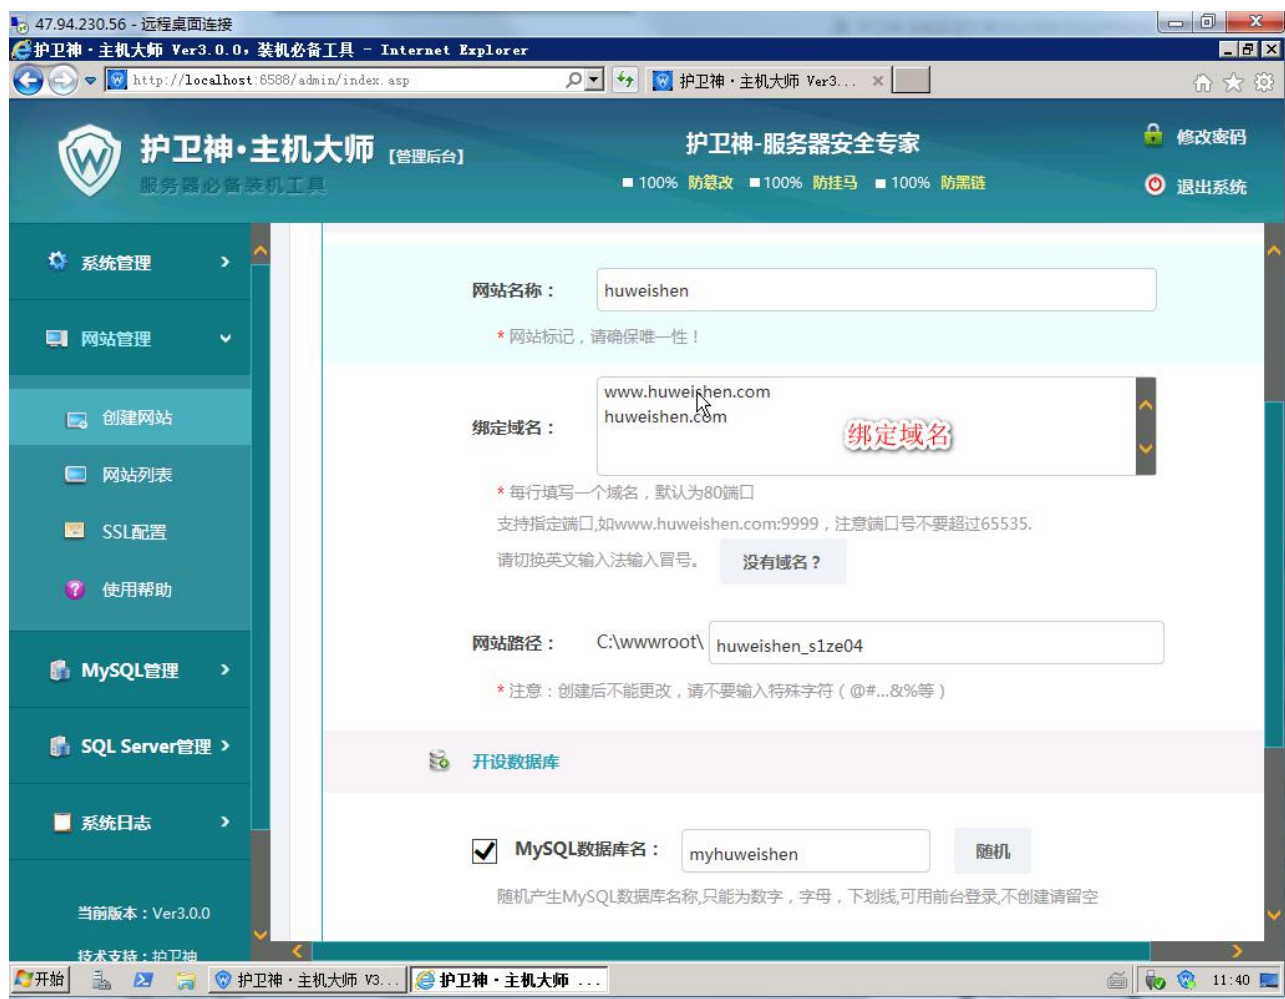 47.94.230.56 - 远程桌面连接
护卫神·主机大师 Ver3.0.0，装机必备工具 - Internet Explorer
http://localhost:6588/admin/index.asp
护卫神·主机大师 Ver3...
护卫神·主机大师 [管理后台]
服务器必备装机工具
护卫神-服务器安全专家
100% 防篡改 100% 防挂马 100% 防黑链
修改密码
退出系统
系统管理
网站管理
创建网站
网站列表
SSL配置
使用帮助
MySQL管理
SQL Server管理
系统日志
当前版本：Ver3.0.0
技术支持：护卫神
网站名称：
huweishen
* 网站标记，请确保唯一性！
绑定域名：
www.huweishen.com
huweishen.com
绑定域名
* 每行填写一个域名，默认为80端口
支持指定端口,如www.huweishen.com:9999，注意端口号不要超过65535.
请切换英文输入法输入冒号。 没有域名？
网站路径： C:\wwwroot\ huweishen_s1ze04
* 注意：创建后不能更改，请不要输入特殊字符（@#...&%等）
开设数据库
MySQL数据库名： myhuweishen 随机
随机产生MySQL数据库名称,只能为数字，字母，下划线,可用前台登录,不创建请留空
开始 护卫神·主机大师 V3... 护卫神·主机大师 ... 11:40